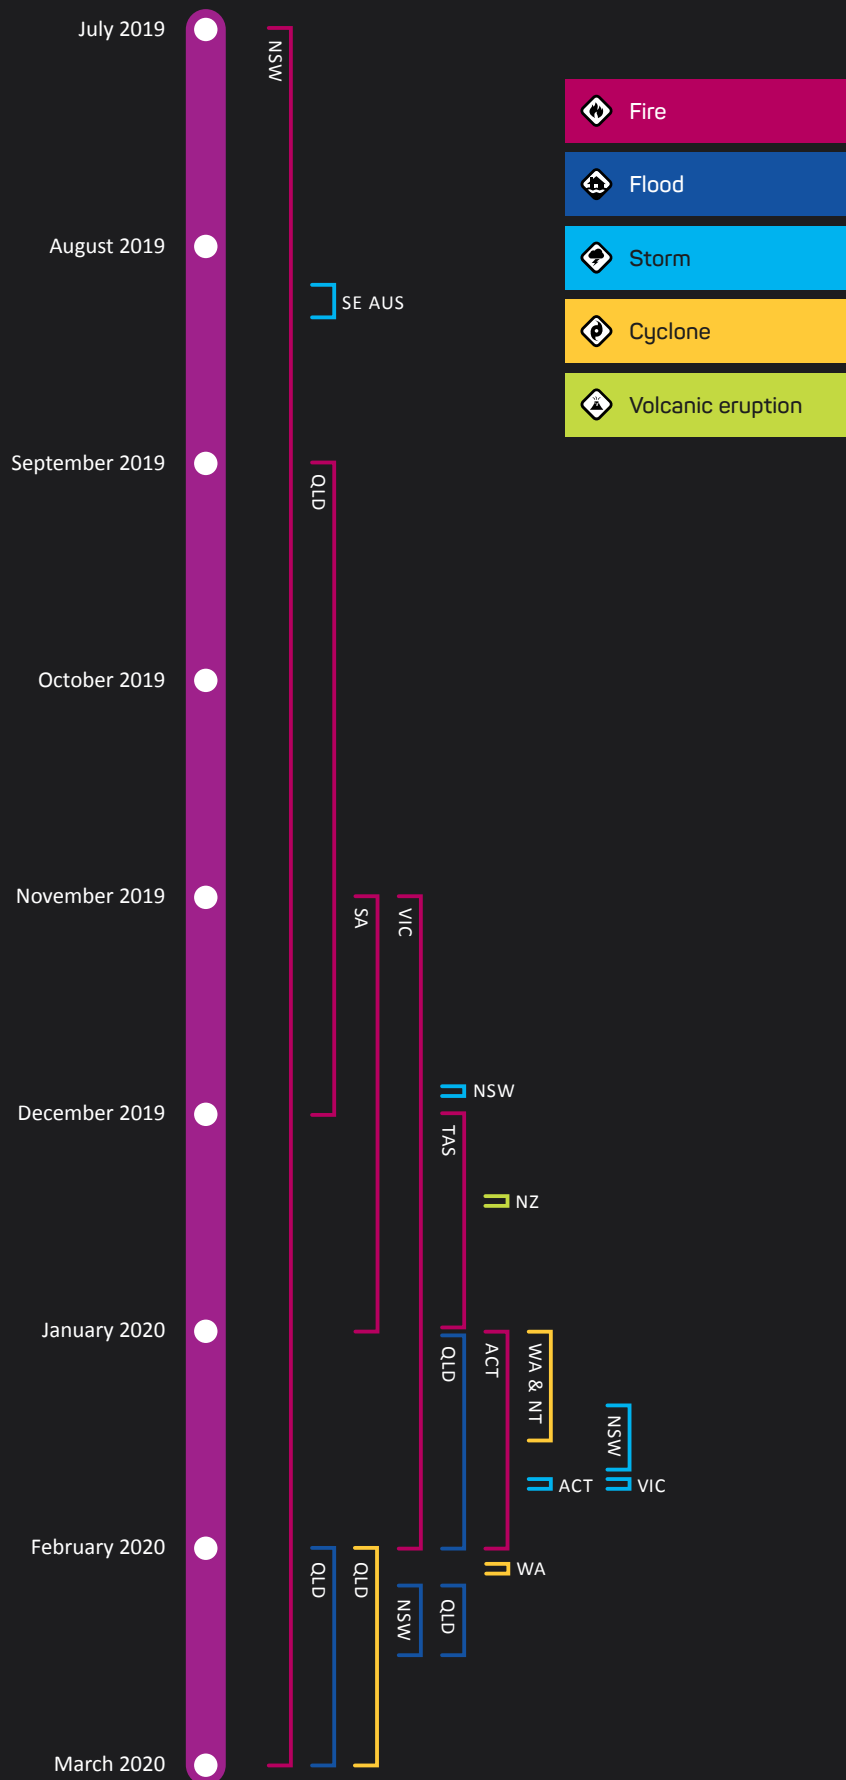 July 2019
NSW
Fire
Flood
August 2019
Storm
SE AUS
Cyclone
Volcanic eruption
September 2019
QLD
October 2019
November 2019
SA
VIC
NSW
December 2019
TAS
NZ
January 2020
QLD
ACT
WA & NT
NSW
ACT
VIC
February 2020
QLD
QLD
WA
NSW
QLD
March 2020